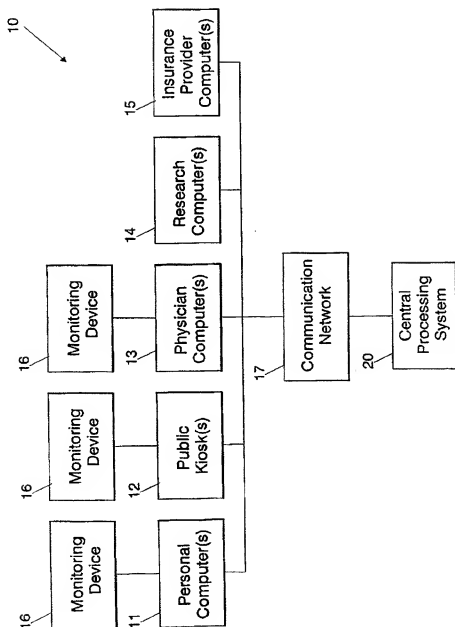 10
16
Monitoring
Device
16
Monitoring
Device
16
Monitoring
Device
11
Personal
Computer(s)
12
Public
Kiosk(s)
13
Physician
Computer(s)
14
Research
Computer(s)
15
Insurance
Provider
Computer(s)
17
Communication
Network
20
Central
Processing
System